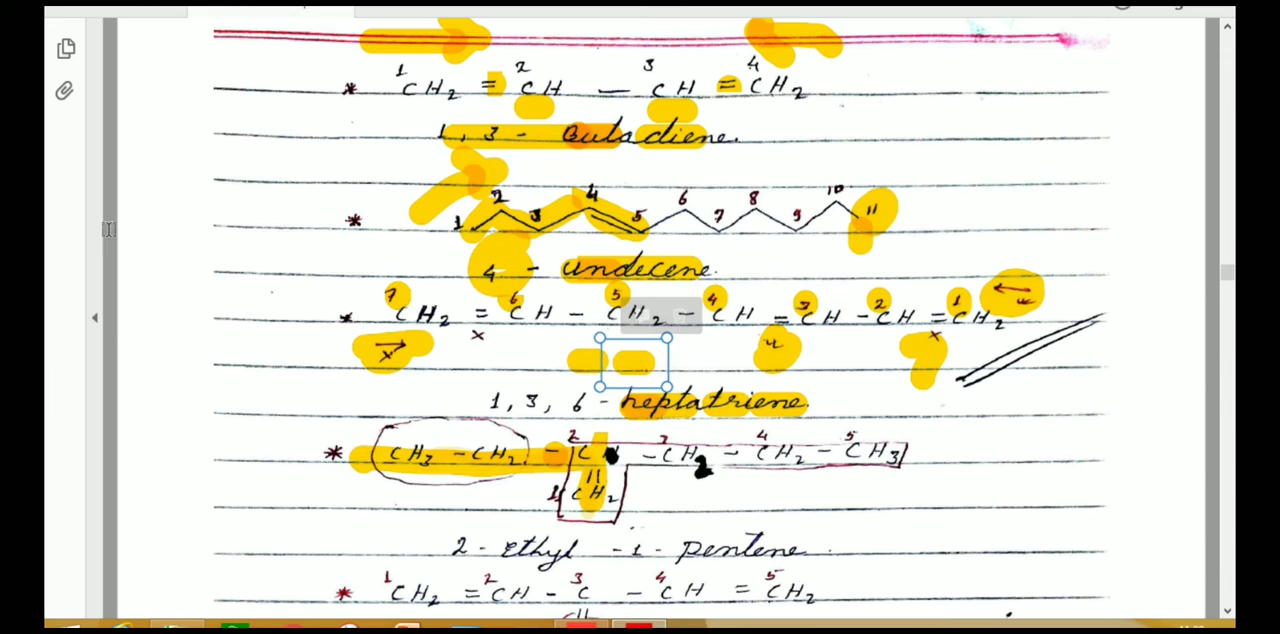 1 2 3 4
* CH2 = CH — CH = CH2
1, 3 - Butadiene.
* 1 2 3 4 5 6 7 8 9 10 11
4 - undecene.
7 6 5 4 3 2 1
* CH2 = CH - CH2 - CH = CH - CH = CH2
x x
1, 3, 6 - heptatriene.
2 3 4 5
* CH3 - CH2 - C - CH2 - CH2 - CH3
||
1 CH2
2 - Ethyl - 1 - pentene.
1 2 3 4 5
* CH2 = CH - C - CH = CH2